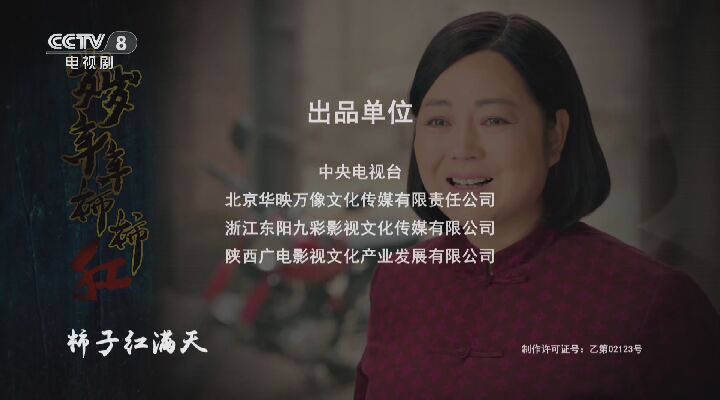 CCTV 8
电视剧
岁岁年年柿柿红
出品单位
中央电视台
北京华映万像文化传媒有限责任公司
浙江东阳九彩影视文化传媒有限公司
陕西广电影视文化产业发展有限公司
柿子红满天
制作许可证号：乙第02123号